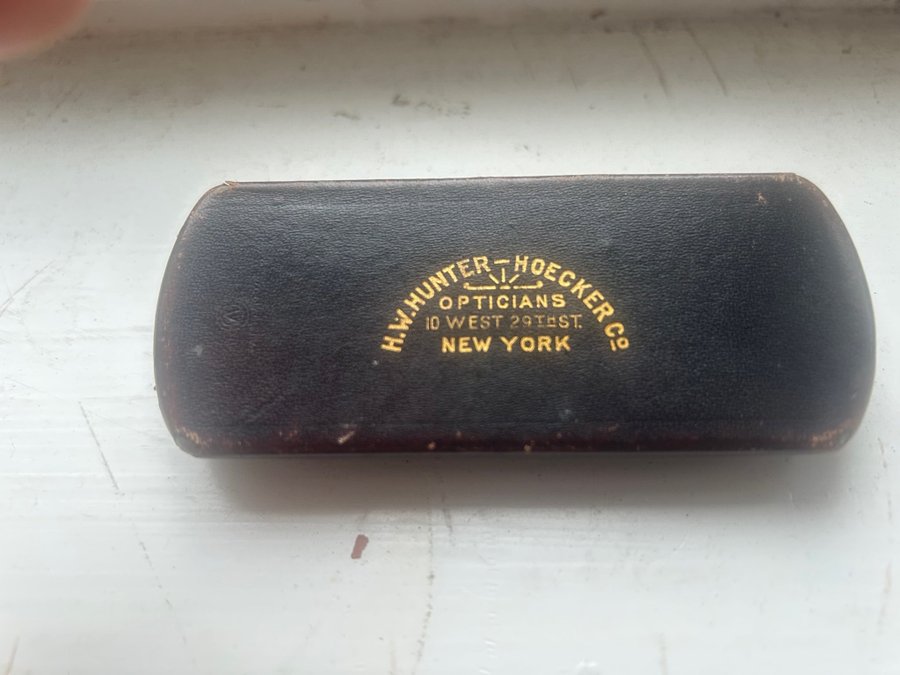 H.W.HUNTER-HOECKER Co
OPTICIANS
10 WEST 29TH ST.
NEW YORK